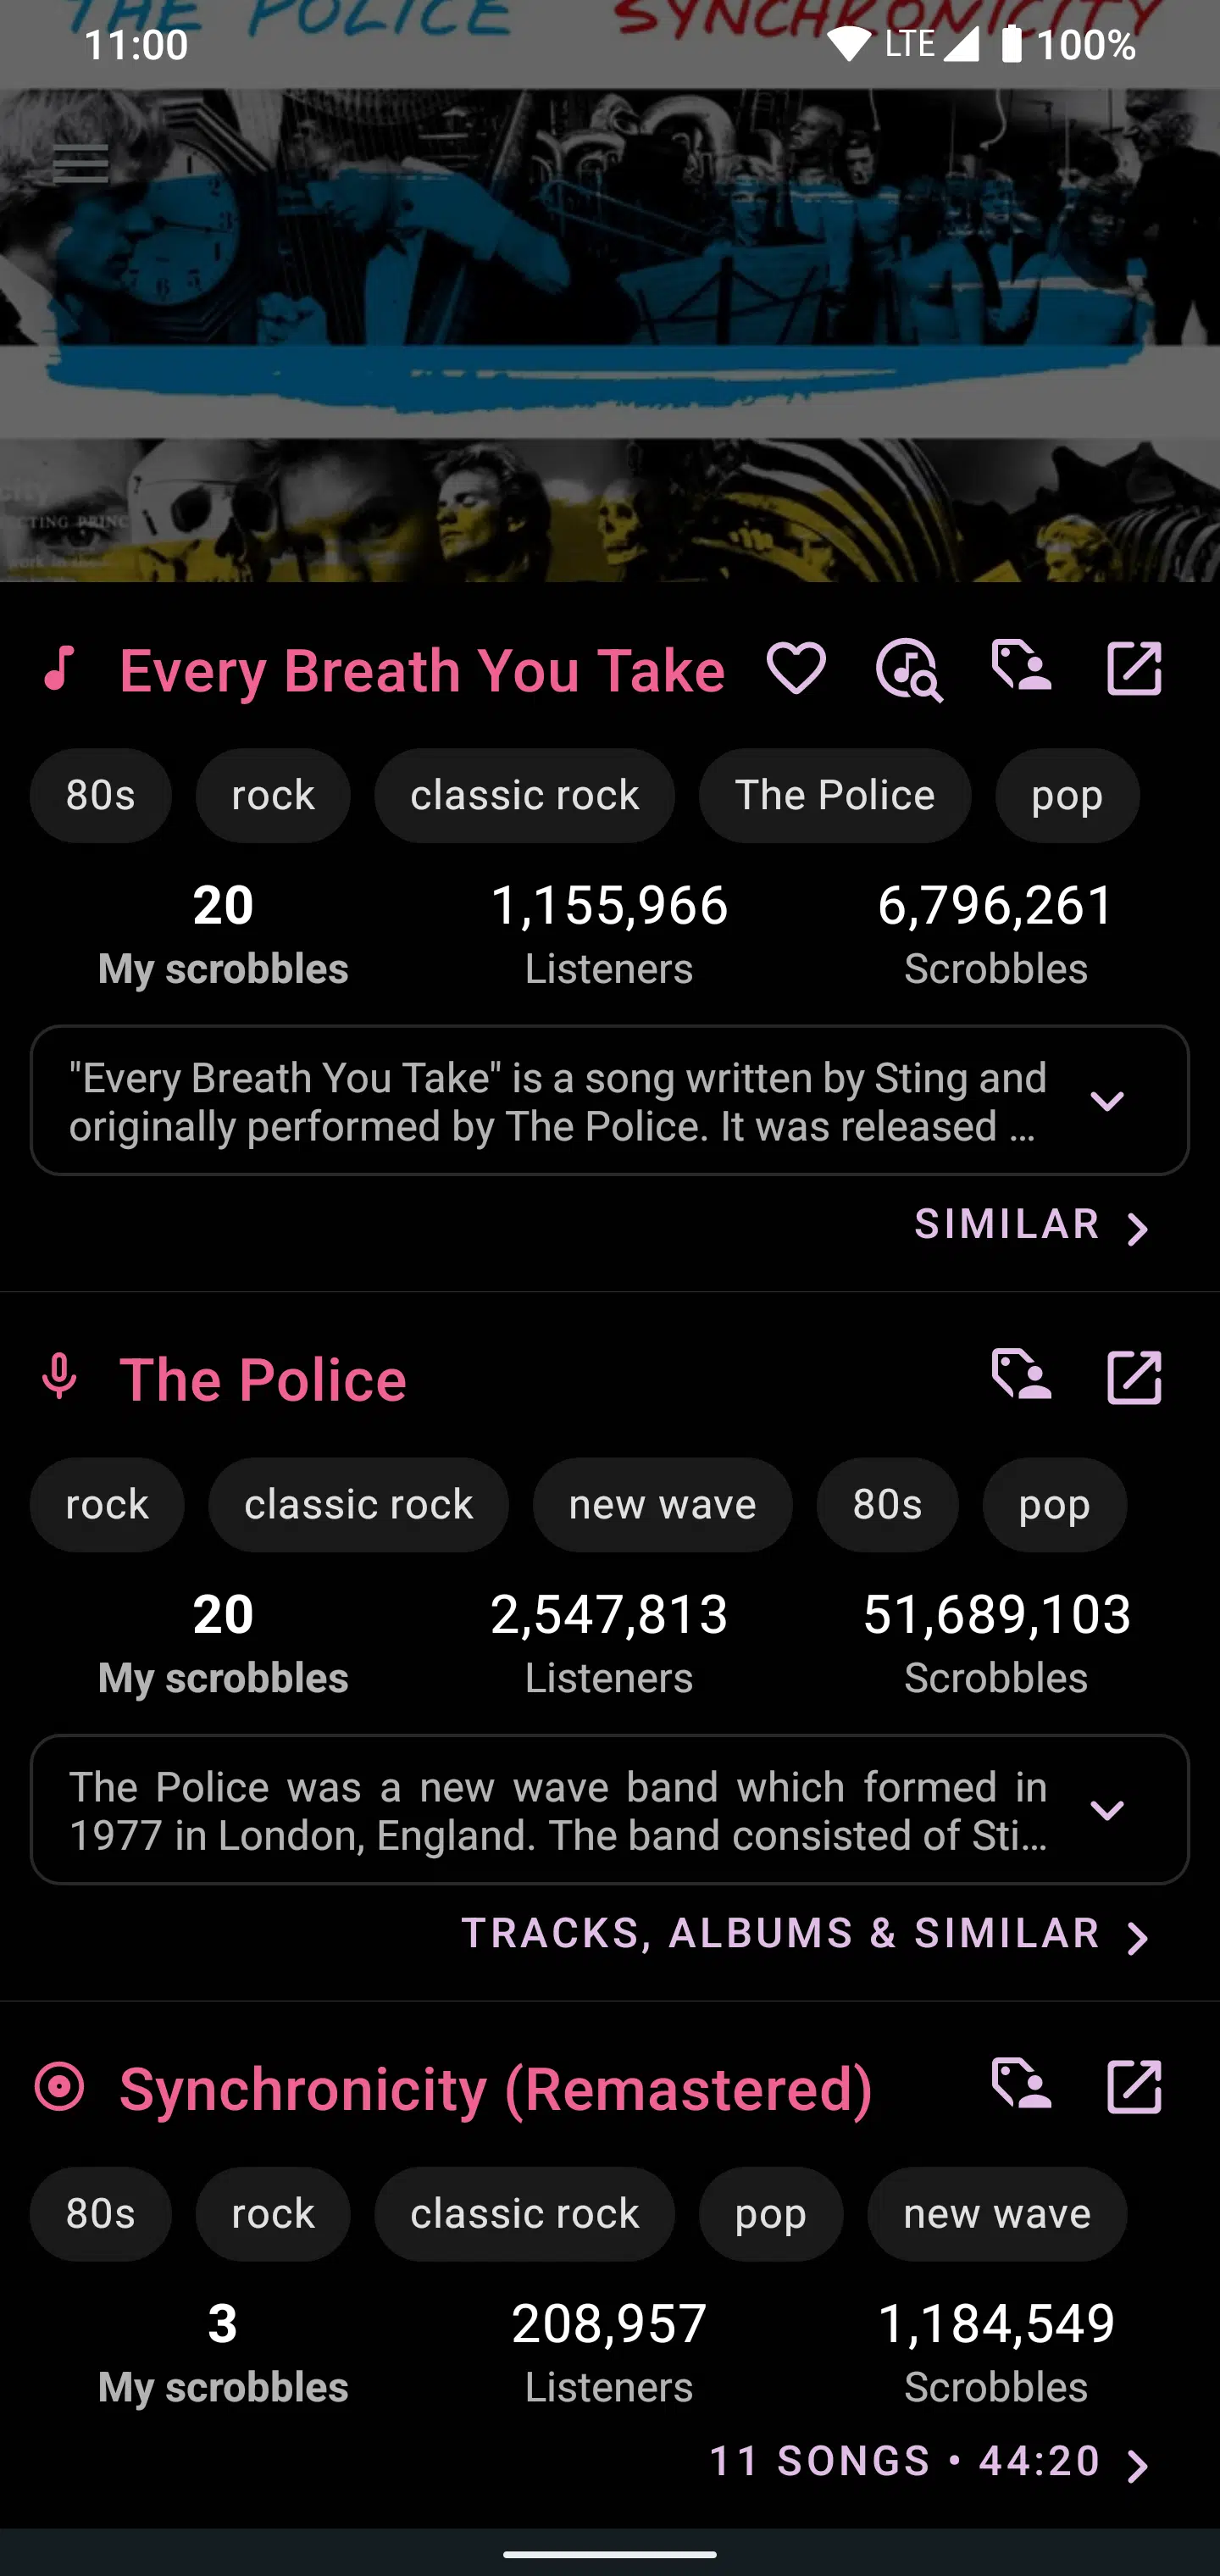 THE POLICE SYNCHRONICITY
11:00 LTE 100%
ECTING PRINC
Every Breath You Take
80s rock classic rock The Police pop
20 1,155,966 6,796,261
My scrobbles Listeners Scrobbles
"Every Breath You Take" is a song written by Sting and
originally performed by The Police. It was released ...
SIMILAR
The Police
rock classic rock new wave 80s pop
20 2,547,813 51,689,103
My scrobbles Listeners Scrobbles
The Police was a new wave band which formed in
1977 in London, England. The band consisted of Sti...
TRACKS, ALBUMS & SIMILAR
Synchronicity (Remastered)
80s rock classic rock pop new wave
3 208,957 1,184,549
My scrobbles Listeners Scrobbles
11 SONGS • 44:20